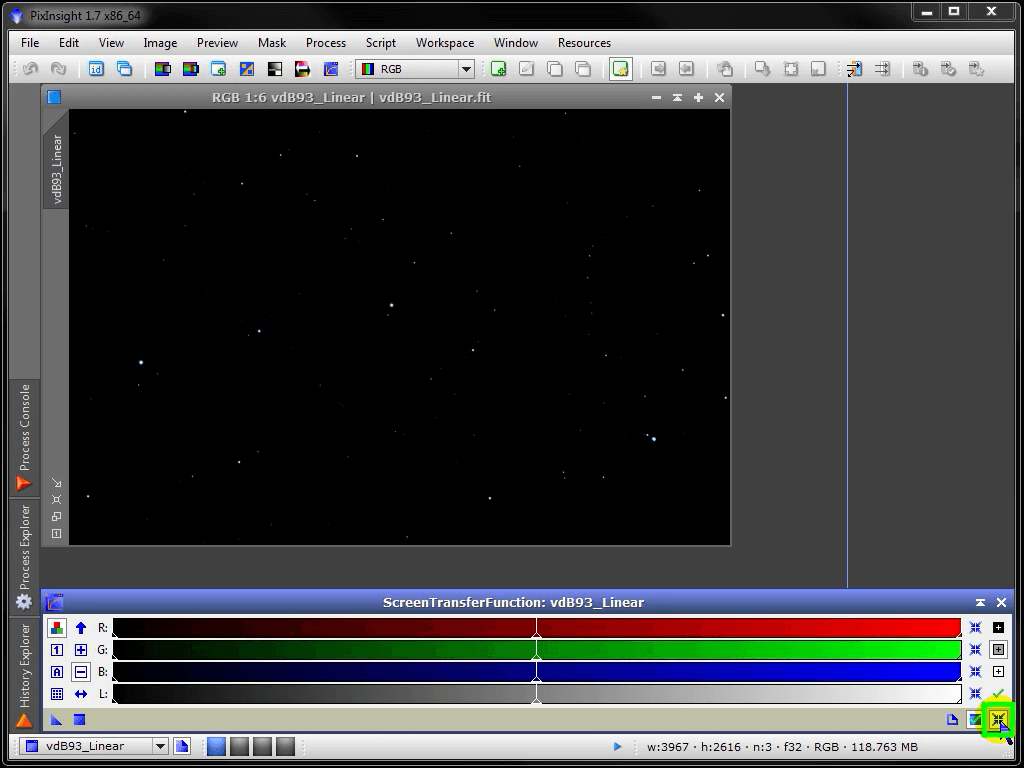 PixInsight 1.7 x86_64
File Edit View Image Preview Mask Process Script Workspace Window Resources
id RGB
RGB 1:6 vdB93_Linear | vdB93_Linear.fit
vdB93_Linear
Process Console
Process Explorer
History Explorer
ScreenTransferFunction: vdB93_Linear
R:
1 G:
A B:
L:
vdB93_Linear w:3967 · h:2616 · n:3 · f32 · RGB · 118.763 MB